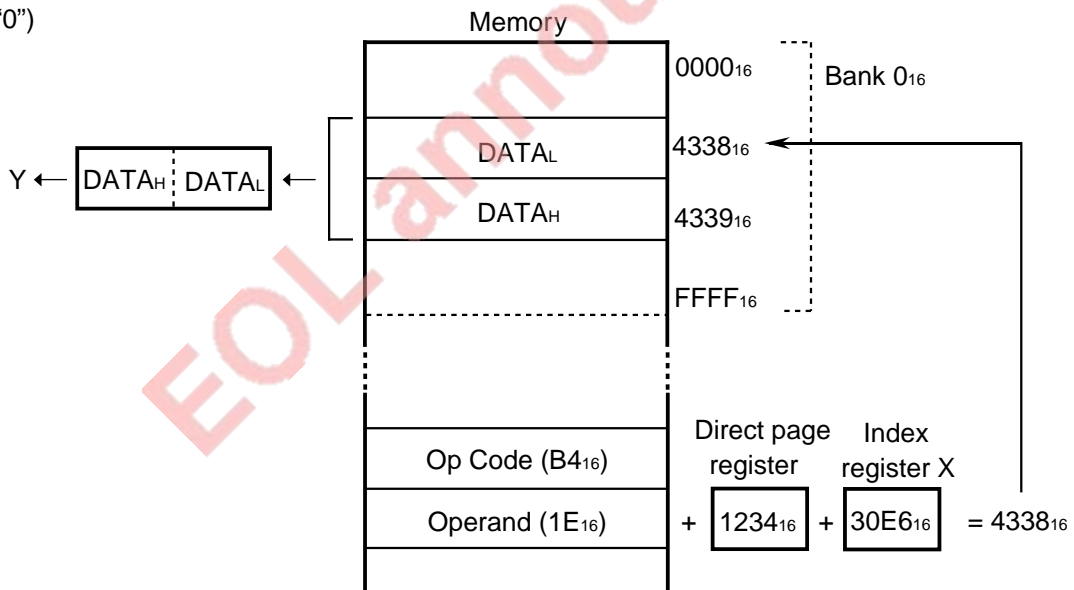 "0")
Memory
0000₁₆
Bank 0₁₆
DATAL
4338₁₆
Y
DATAH DATAL
DATAH
4339₁₆
FFFF₁₆
EOL
Direct page register
Index register X
Op Code (B4₁₆)
Operand (1E₁₆)
+ 1234₁₆ + 30E6₁₆ = 4338₁₆